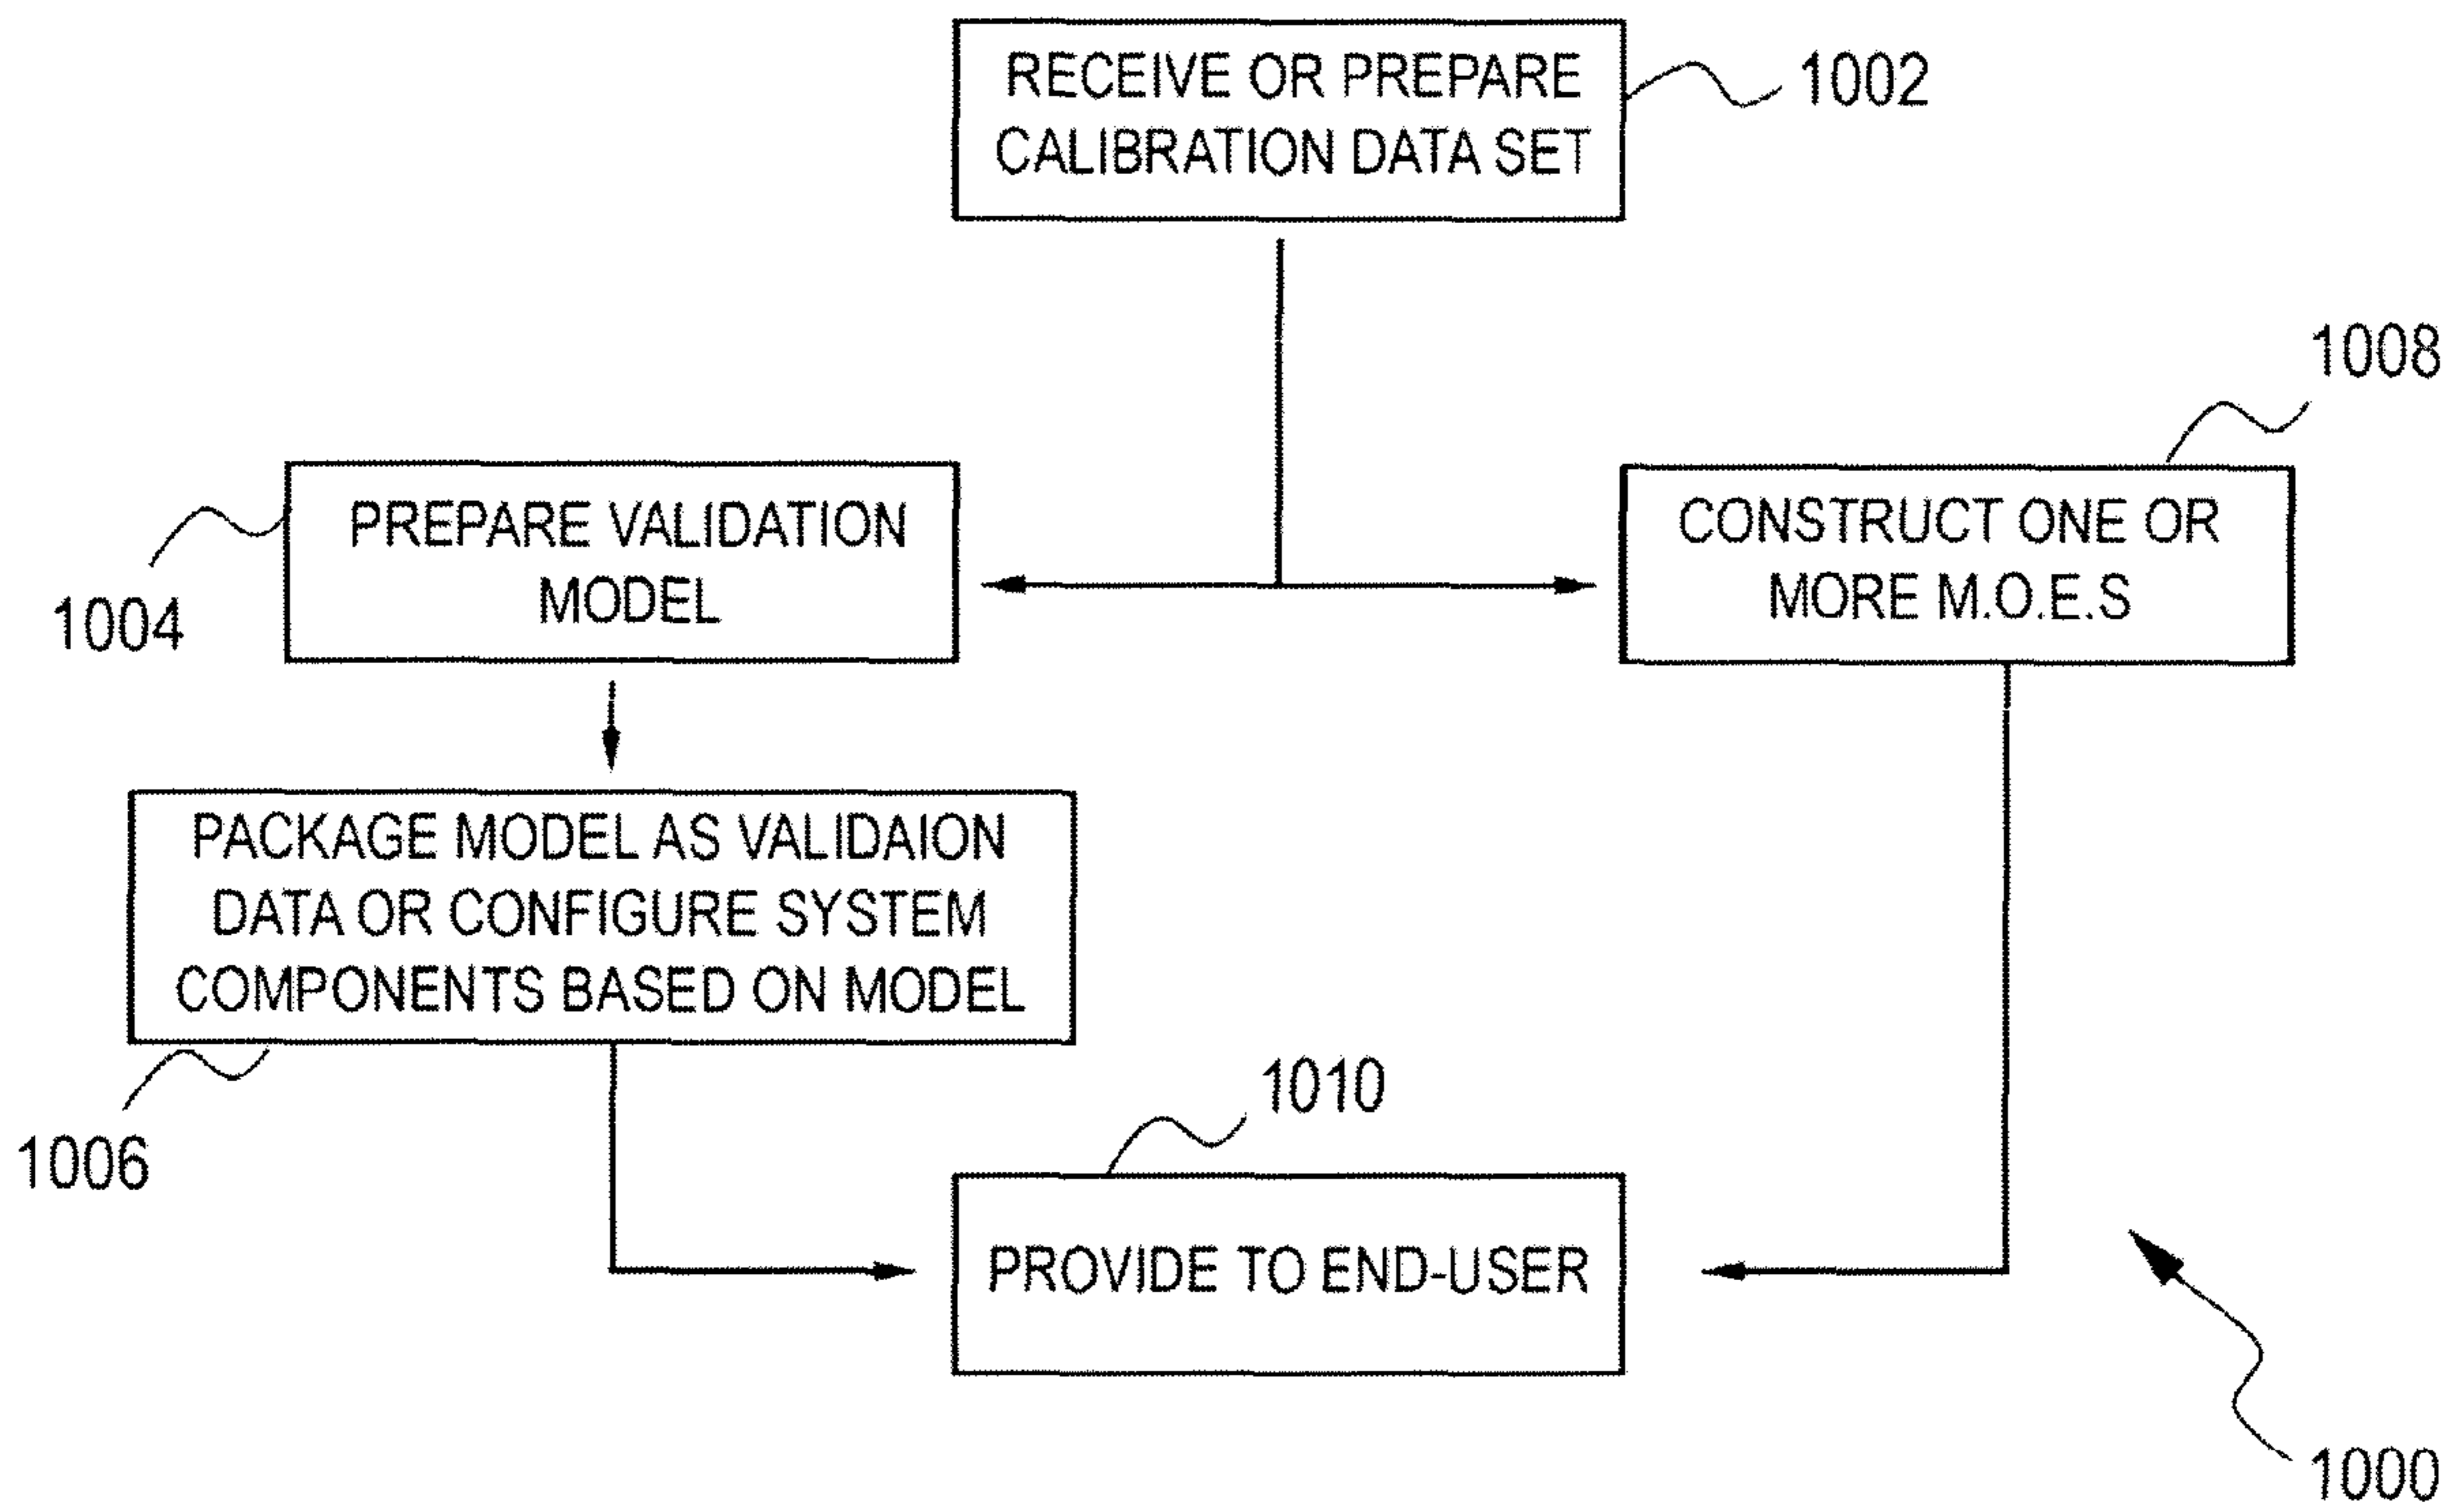 RECEIVE OR PREPARE
CALIBRATION DATA SET
1002
1008
PREPARE VALIDATION
MODEL
1004
CONSTRUCT ONE OR
MORE M.O.E.S
PACKAGE MODEL AS VALIDAION
DATA OR CONFIGURE SYSTEM
COMPONENTS BASED ON MODEL
1006
1010
PROVIDE TO END-USER
1000